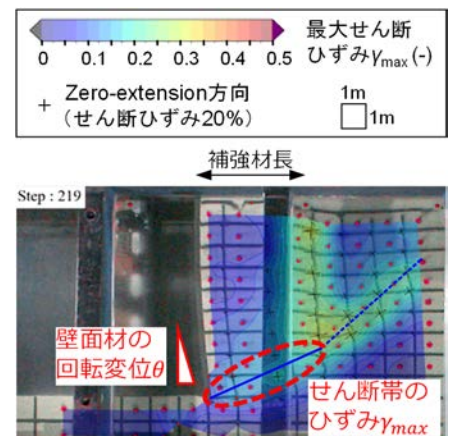 0 0.1 0.2 0.3 0.4 0.5
最大せん断
ひずみγmax(-)
+ Zero-extension方向
（せん断ひずみ20%）
1m
1m
補強材長
Step : 219
壁面材の
回転変位θ
せん断帯の
ひずみγmax